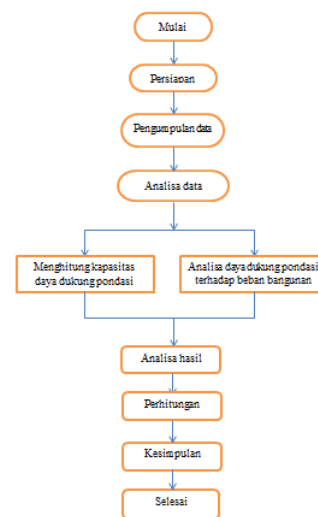 Mulai
Persiapan
Pengumpulan data
Analisa data
Menghitung kapasitas
daya dukung pondasi
Analisa daya dukung pondasi
terhadap beban bangunan
Analisa hasil
Perhitungan
Kesimpulan
Selesai